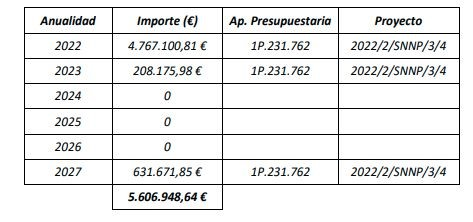 Anualidad Importe (€) Ap. Presupuestaria Proyecto
2022 4.767.100,81 € 1P.231.762 2022/2/SNNP/3/4
2023 208.175,98 € 1P.231.762 2022/2/SNNP/3/4
2024 0
2025 0
2026 0
2027 631.671,85 € 1P.231.762 2022/2/SNNP/3/4
5.606.948,64 €